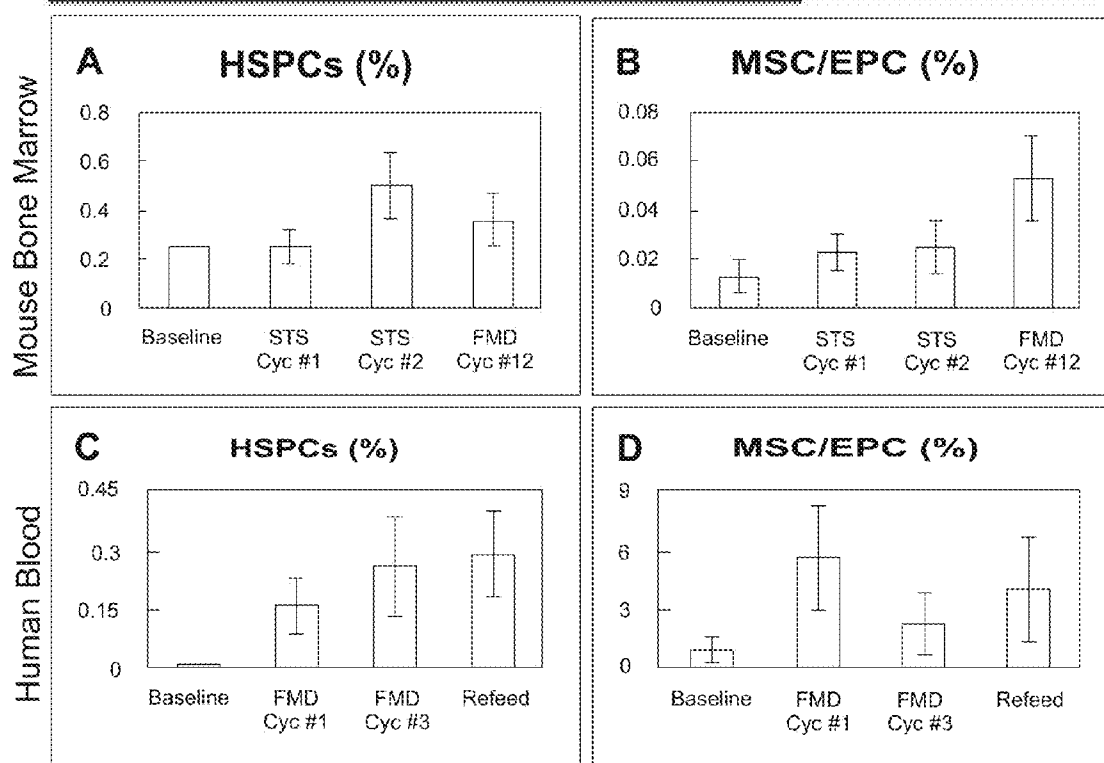 Mouse Bone Marrow
A
HSPCs (%)
0.8
0.6
0.4
0.2
0
Baseline
STS
Cyc #1
STS
Cyc #2
FMD
Cyc #12
B
MSC/EPC (%)
0.08
0.06
0.04
0.02
0
Baseline
STS
Cyc #1
STS
Cyc #2
FMD
Cyc #12
Human Blood
C
HSPCs (%)
0.45
0.3
0.15
0
Baseline
FMD
Cyc #1
FMD
Cyc #3
Refeed
D
MSC/EPC (%)
9
6
3
0
Baseline
FMD
Cyc #1
FMD
Cyc #3
Refeed